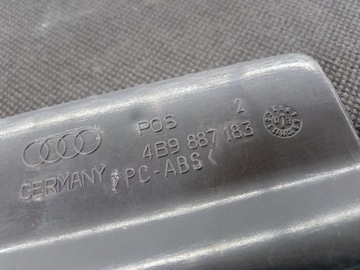 POS 2
4B9 887 183
GERMANY >PC-ABS<